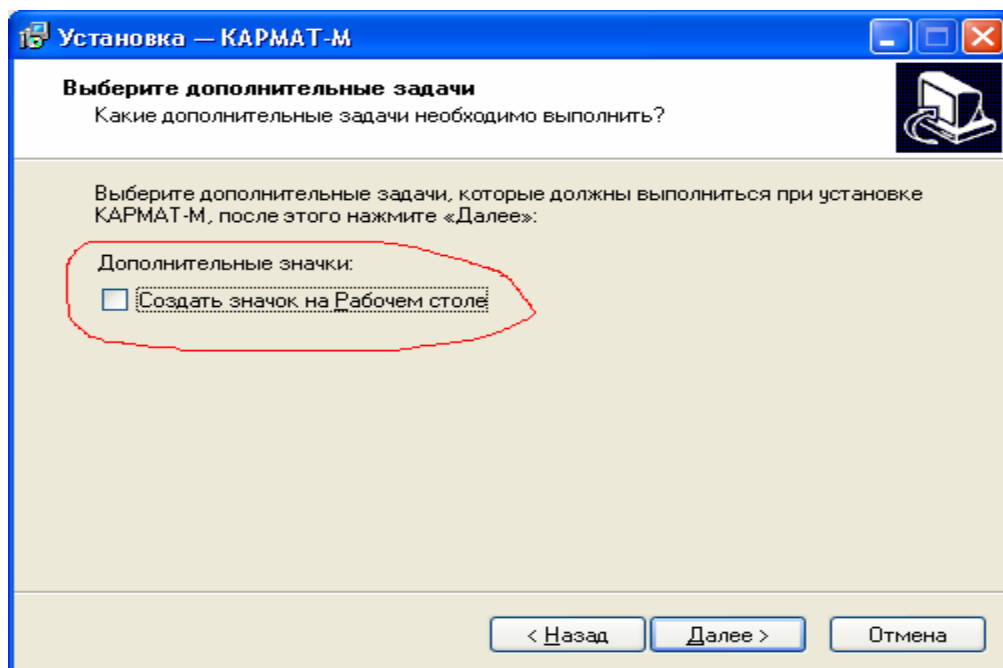 Установка — КАРМАТ-М
Выберите дополнительные задачи
Какие дополнительные задачи необходимо выполнить?
Выберите дополнительные задачи, которые должны выполниться при установке
КАРМАТ-М, после этого нажмите «Далее»:
Дополнительные значки:
Создать значок на Рабочем столе
< Назад Далее > Отмена